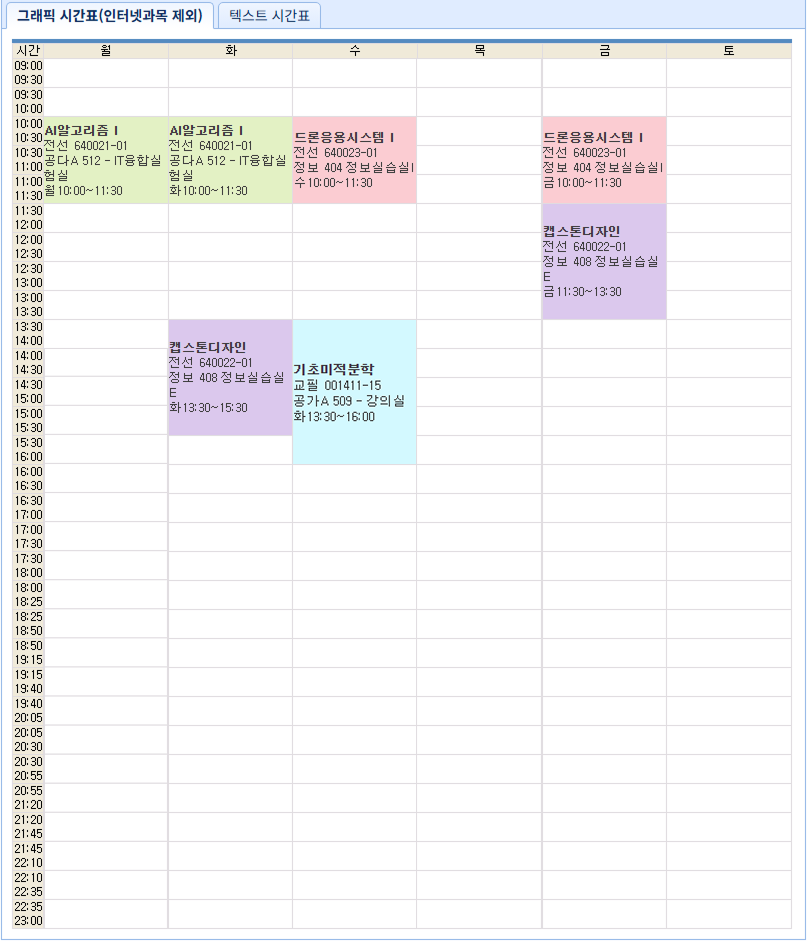 그래픽 시간표(인터넷과목 제외) 텍스트 시간표
시간 월 화 수 목 금 토
09:00
09:30
09:30
10:00
10:00
10:30
10:30
11:00
11:00
11:30
AI알고리즘 I
전선 640021-01
공다A 512 - IT융합실
험실
월10:00~11:30
AI알고리즘 I
전선 640021-01
공다A 512 - IT융합실
험실
화10:00~11:30
드론응용시스템 I
전선 640023-01
정보 404 정보실습실I
수10:00~11:30
드론응용시스템 I
전선 640023-01
정보 404 정보실습실I
금10:00~11:30
11:30
12:00
12:00
12:30
12:30
13:00
13:00
13:30
캡스톤디자인
전선 640022-01
정보 408 정보실습실
E
금11:30~13:30
13:30
14:00
14:00
14:30
14:30
15:00
15:00
15:30
15:30
16:00
캡스톤디자인
전선 640022-01
정보 408 정보실습실
E
화13:30~15:30
기초미적분학
교필 001411-15
공가A 509 - 강의실
화13:30~16:00
16:00
16:30
16:30
17:00
17:00
17:30
17:30
18:00
18:00
18:25
18:25
18:50
18:50
19:15
19:15
19:40
19:40
20:05
20:05
20:30
20:30
20:55
20:55
21:20
21:20
21:45
21:45
22:10
22:10
22:35
22:35
23:00